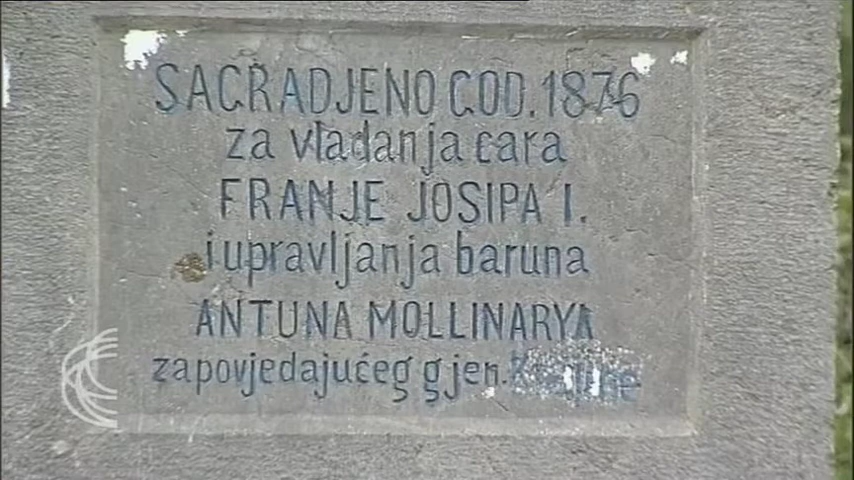 SAGRADJENO GOD. 1876
za vladanja cara
FRANJE JOSIPA I.
i upravljanja baruna
ANTUNA MOLLINARYA
zapovjedajućeg gjen.